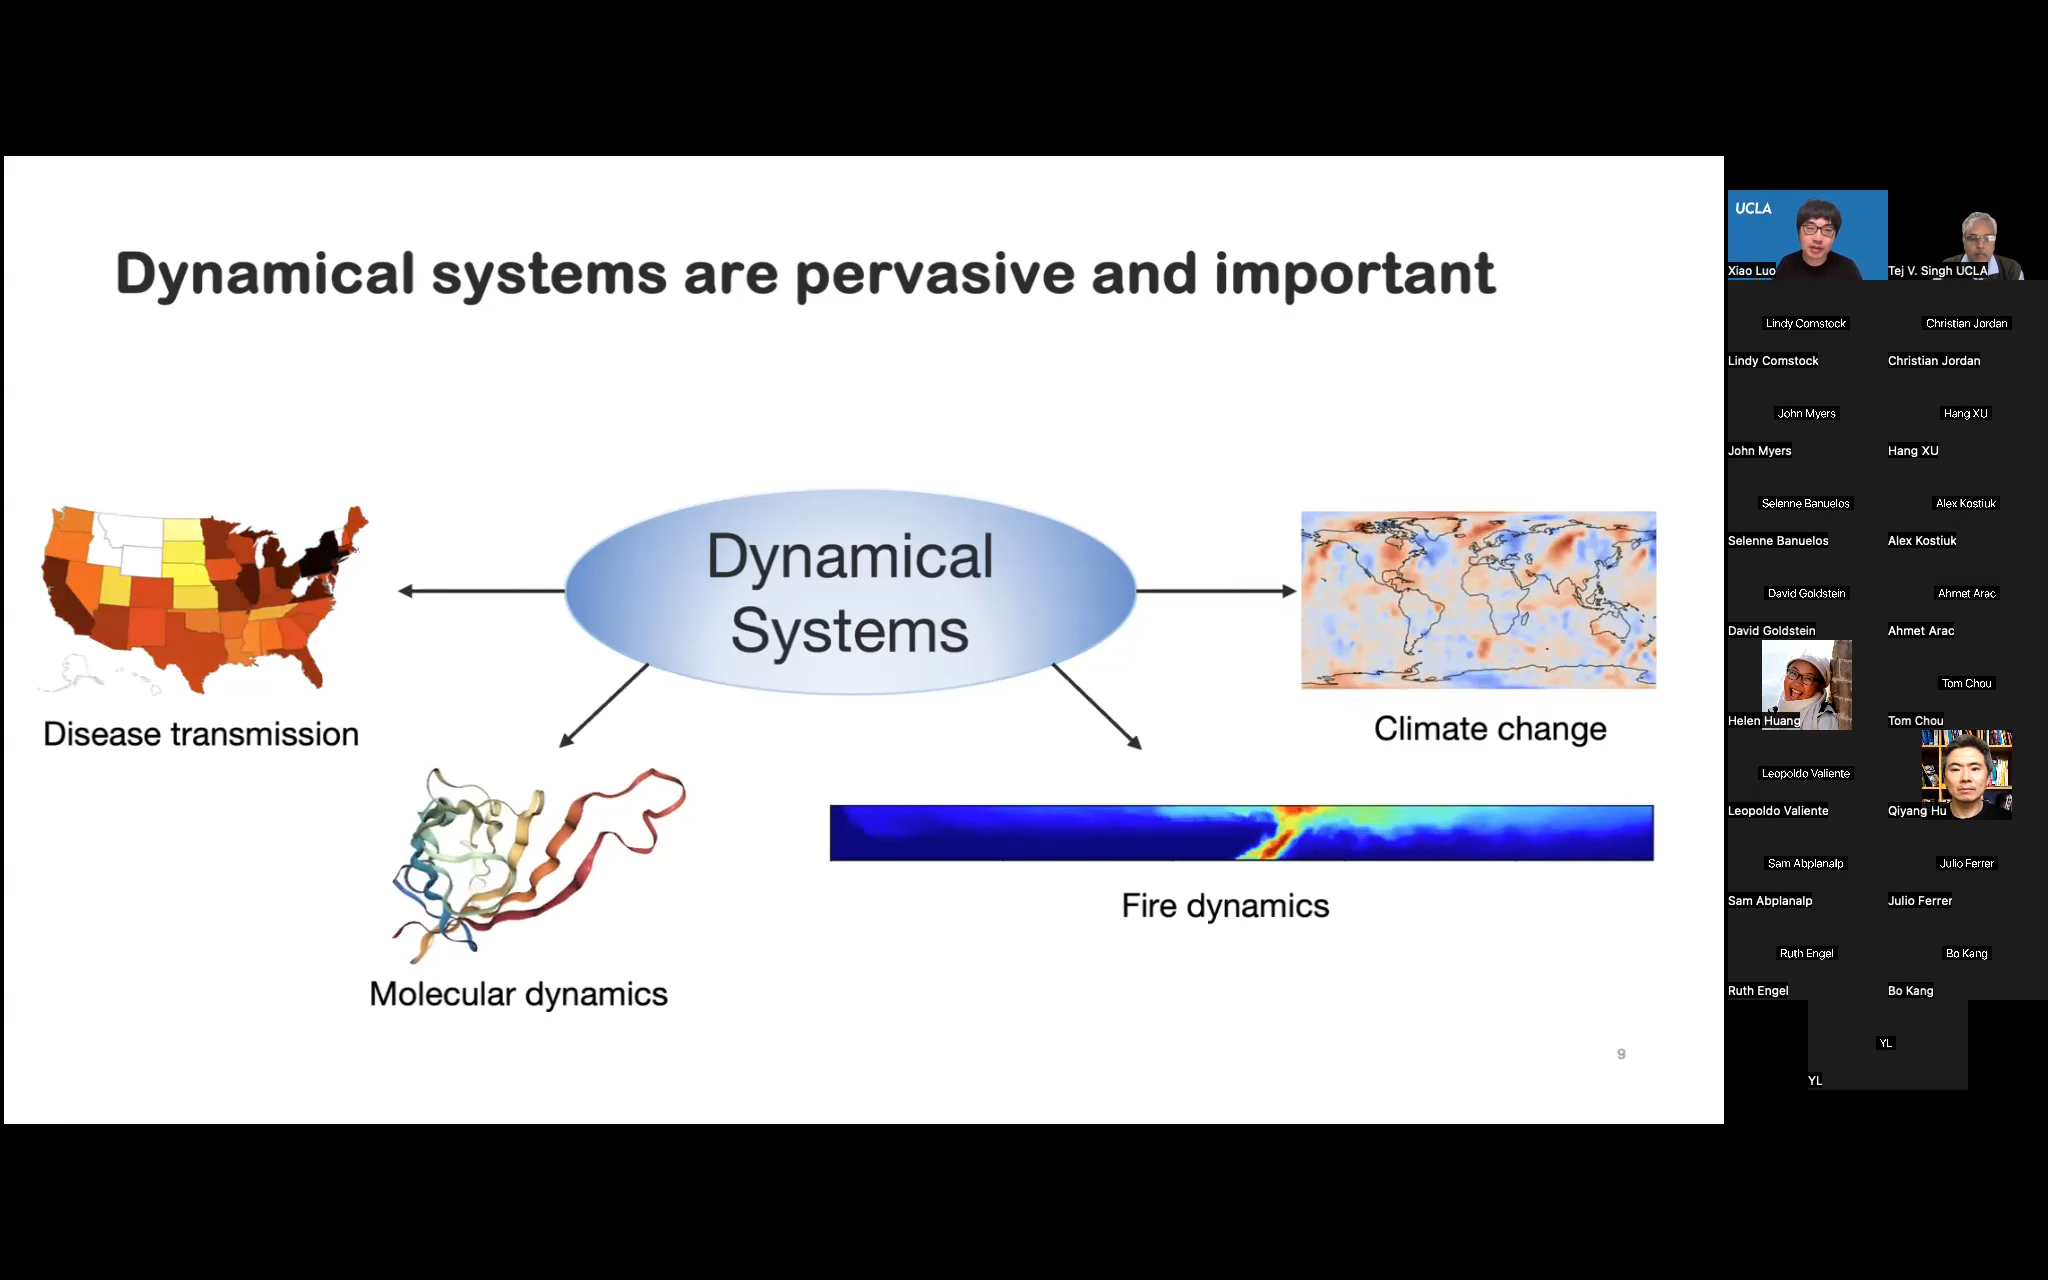 Dynamical systems are pervasive and important
Dynamical
Systems
Disease transmission
Climate change
Molecular dynamics
Fire dynamics
9
UCLA
Xiao Luo
Tej V. Singh UCLA
Lindy Comstock
Christian Jordan
Lindy Comstock
Christian Jordan
John Myers
Hang XU
John Myers
Hang XU
Selenne Banuelos
Alex Kostiuk
Selenne Banuelos
Alex Kostiuk
David Goldstein
Ahmet Arac
David Goldstein
Ahmet Arac
Tom Chou
Helen Huang
Tom Chou
Leopoldo Valiente
Leopoldo Valiente
Qiyang Hu
Sam Abplanalp
Julio Ferrer
Sam Abplanalp
Julio Ferrer
Ruth Engel
Bo Kang
Ruth Engel
Bo Kang
YL
YL